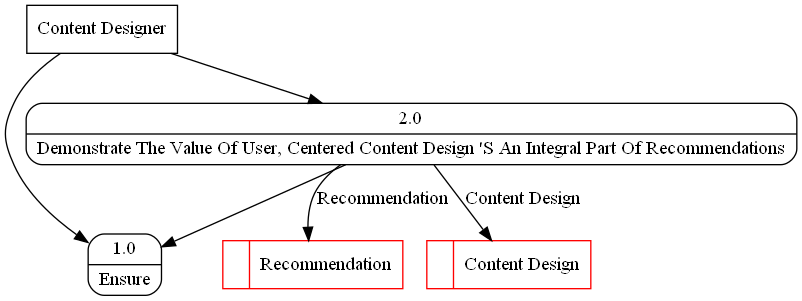 Content Designer
2.0
Demonstrate The Value Of User, Centered Content Design 'S An Integral Part Of Recommendations
Recommendation
Content Design
1.0
Ensure
Recommendation
Content Design